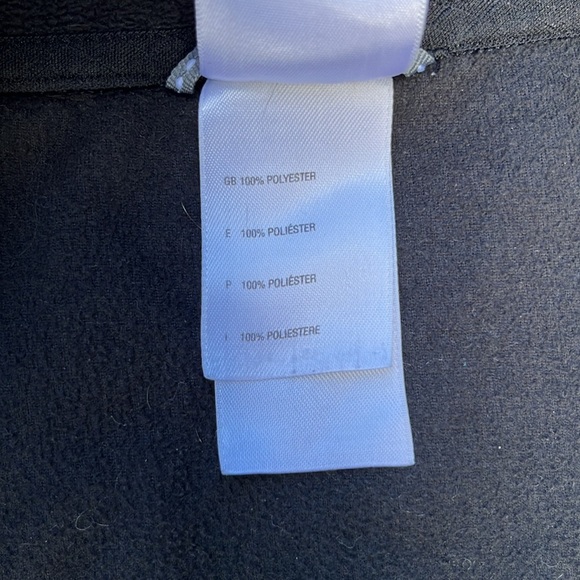 GB 100% POLYESTER
E 100% POLIÉSTER
P 100% POLIÉSTER
I 100% POLIESTERE